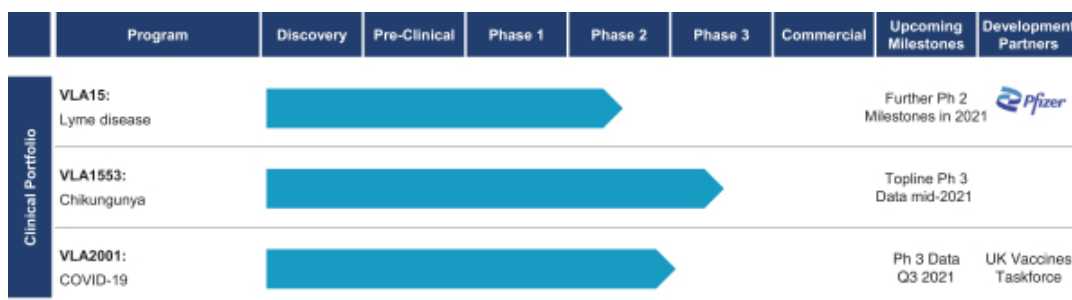 Program
Discovery
Pre-Clinical
Phase 1
Phase 2
Phase 3
Commercial
Upcoming
Milestones
Development
Partners
Clinical Portfolio
VLA15:
Lyme disease
Further Ph 2
Milestones in 2021
Pfizer
VLA1553:
Chikungunya
Topline Ph 3
Data mid-2021
VLA2001:
COVID-19
Ph 3 Data
Q3 2021
UK Vaccines
Taskforce